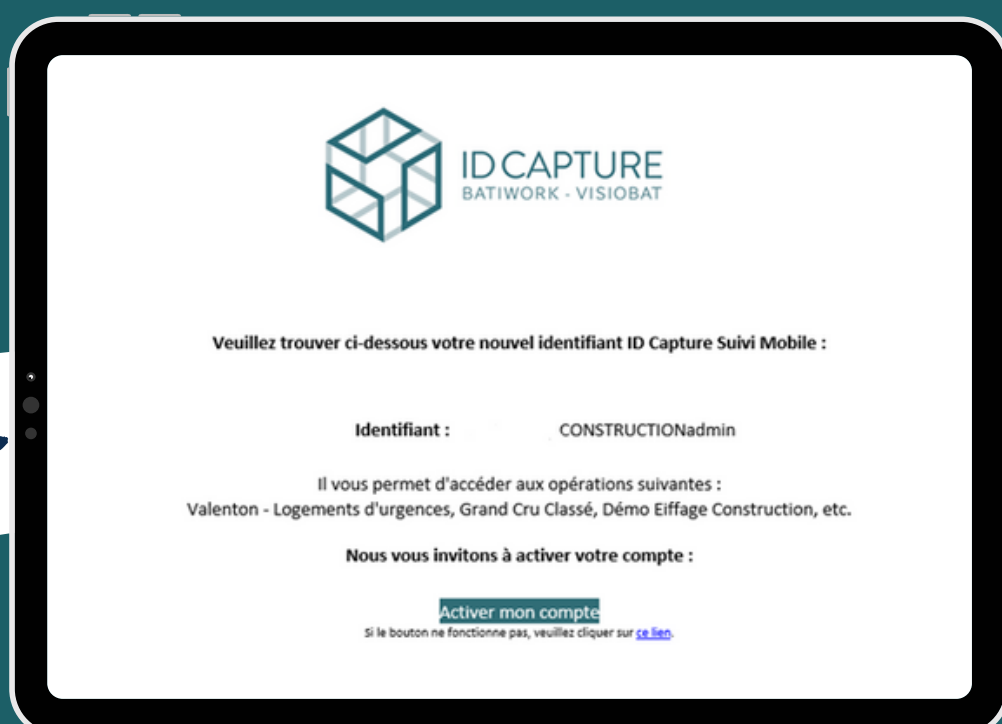 ID CAPTURE
BATIWORK - VISIOBAT
Veuillez trouver ci-dessous votre nouvel identifiant ID Capture Suivi Mobile :
Identifiant : CONSTRUCTIONadmin
Il vous permet d'accéder aux opérations suivantes :
Valenton - Logements d'urgences, Grand Cru Classé, Démo Eiffage Construction, etc.
Nous vous invitons à activer votre compte :
Activer mon compte
Si le bouton ne fonctionne pas, veuillez cliquer sur ce lien.